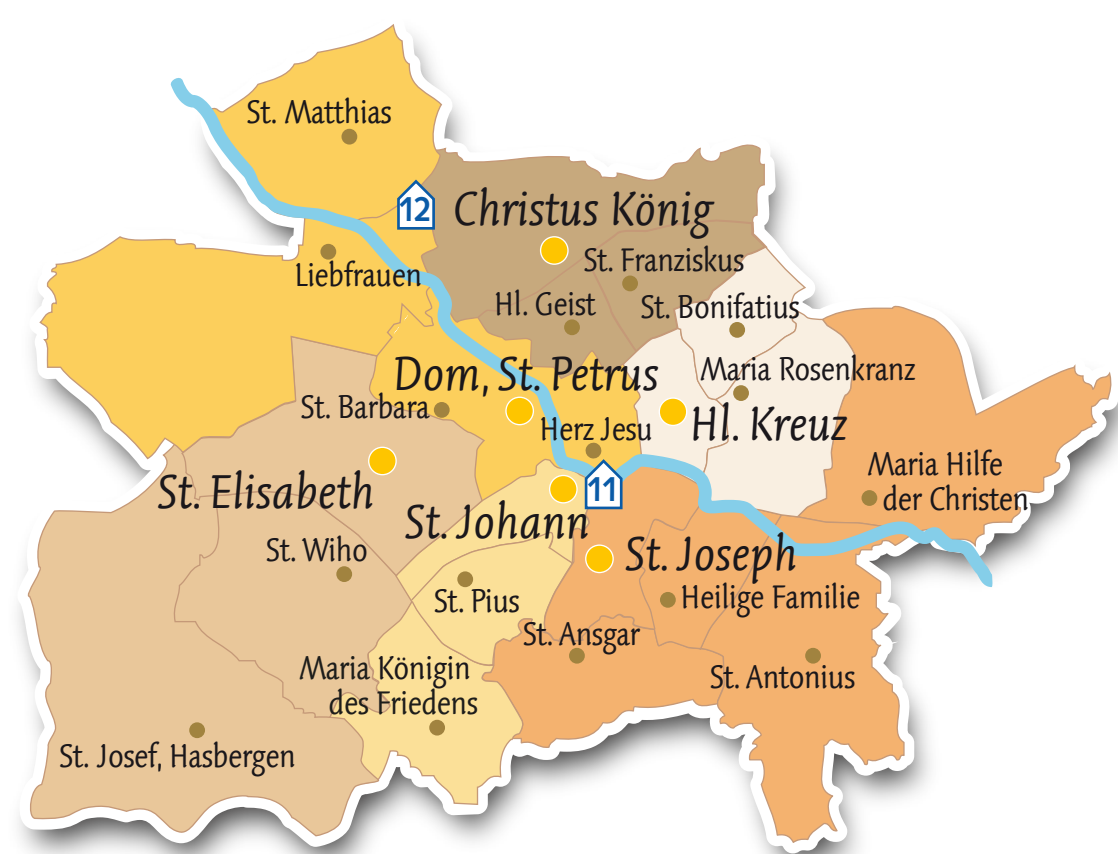 St. Matthias
12
Christus König
St. Franziskus
Liebfrauen
Hl. Geist
St. Bonifatius
Dom, St. Petrus
Maria Rosenkranz
St. Barbara
Herz Jesu
Hl. Kreuz
Maria Hilfe
der Christen
St. Elisabeth
11
St. Johann
St. Wiho
St. Joseph
St. Pius
Heilige Familie
St. Ansgar
Maria Königin
des Friedens
St. Antonius
St. Josef, Hasbergen